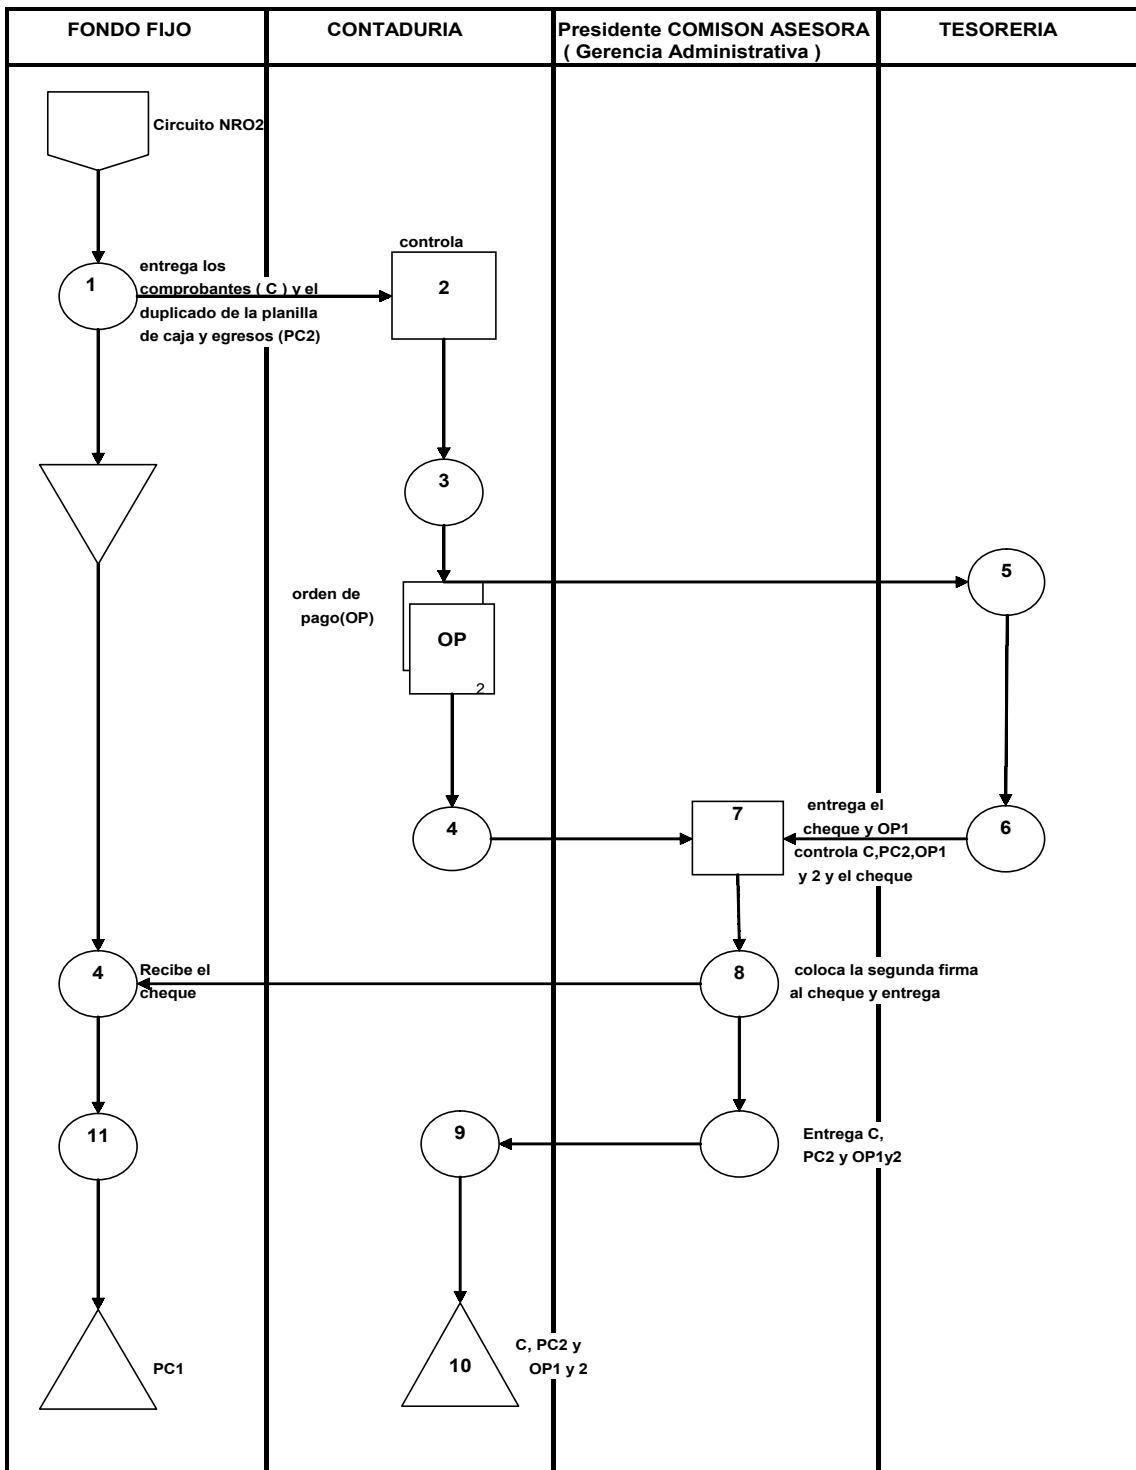 FONDO FIJO
CONTADURIA
Presidente COMISON ASESORA
( Gerencia Administrativa )
TESORERIA
Circuito NRO2
controla
1
entrega los
comprobantes ( C ) y el
duplicado de la planilla
de caja y egresos (PC2)
2
3
5
orden de
pago(OP)
OP
2
4
7
entrega el
cheque y OP1
controla C,PC2,OP1
y 2 y el cheque
6
4
Recibe el
cheque
8
coloca la segunda firma
al cheque y entrega
11
9
Entrega C,
PC2 y OP1y2
PC1
10
C, PC2 y
OP1 y 2